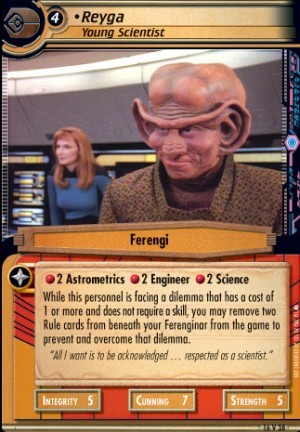 4
•Reyga
Young Scientist
Ferengi
2 Astrometrics 2 Engineer 2 Science
While this personnel is facing a dilemma that has a cost of
1 or more and does not require a skill, you may remove two
Rule cards from beneath your Ferenginar from the game to
prevent and overcome that dilemma.
"All I want is to be acknowledged ... respected as a scientist."
Integrity 5 Cunning 7 Strength 5